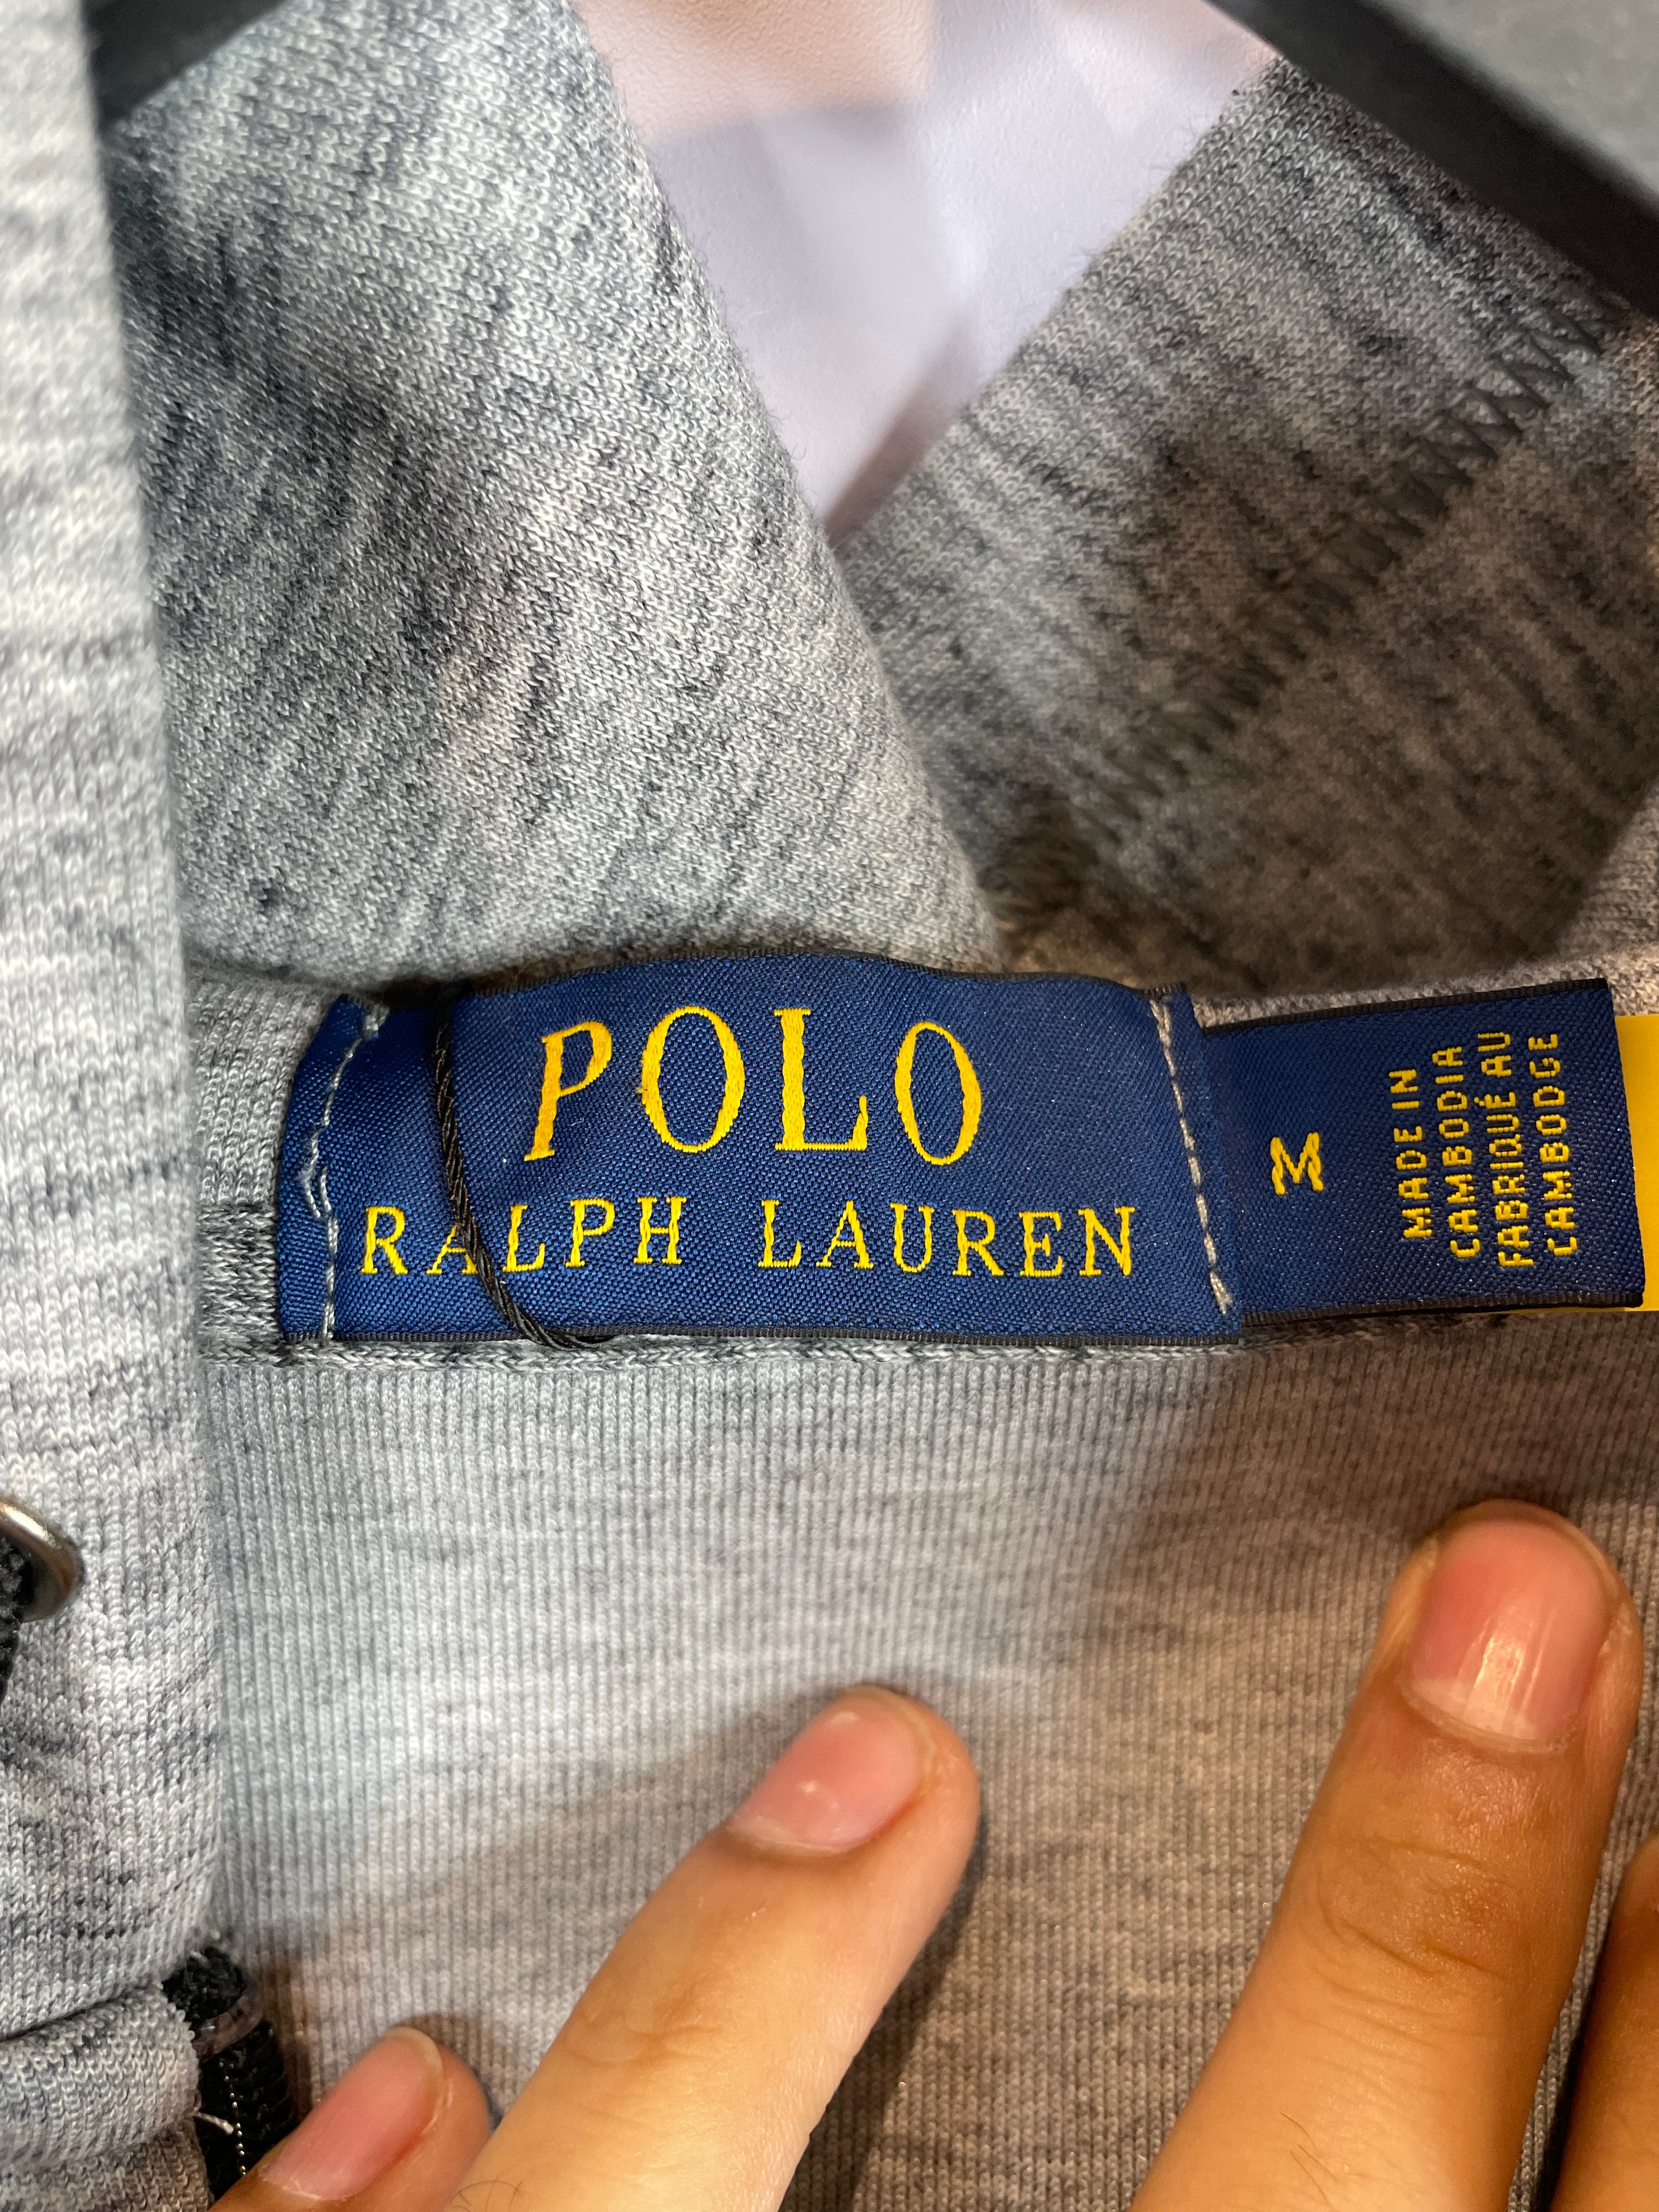 POLO
RALPH LAUREN
M
MADE IN
CAMBODIA
FABRIQUÉ AU
CAMBODGE